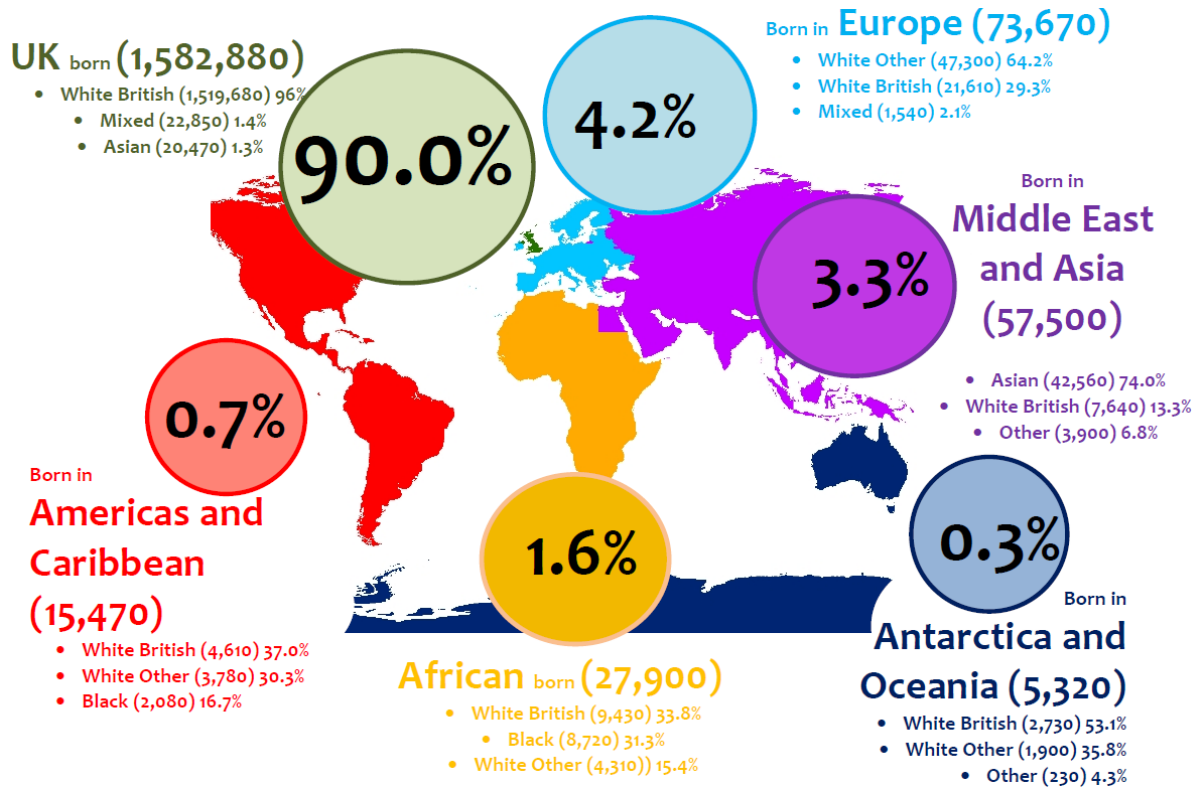 UK born (1,582,880)
• White British (1,519,680) 96%
• Mixed (22,850) 1.4%
• Asian (20,470) 1.3%
90.0%
4.2%
Born in Europe (73,670)
• White Other (47,300) 64.2%
• White British (21,610) 29.3%
• Mixed (1,540) 2.1%
3.3%
Born in
Middle East
and Asia
(57,500)
• Asian (42,560) 74.0%
• White British (7,640) 13.3%
• Other (3,900) 6.8%
0.7%
Born in
Americas and
Caribbean
(15,470)
• White British (4,610) 37.0%
• White Other (3,780) 30.3%
• Black (2,080) 16.7%
1.6%
African born (27,900)
• White British (9,430) 33.8%
• Black (8,720) 31.3%
• White Other (4,310)) 15.4%
0.3%
Born in
Antarctica and
Oceania (5,320)
• White British (2,730) 53.1%
• White Other (1,900) 35.8%
• Other (230) 4.3%